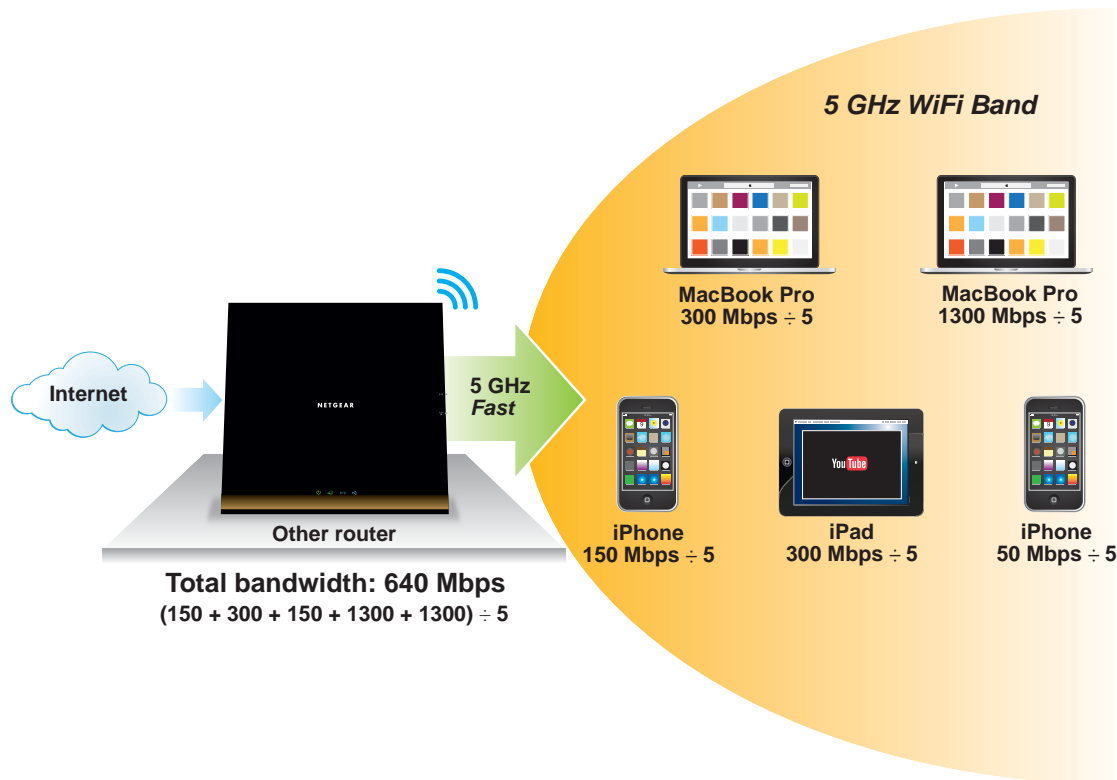 5 GHz WiFi Band
MacBook Pro
300 Mbps ÷ 5
MacBook Pro
1300 Mbps ÷ 5
Internet
NETGEAR
5 GHz
Fast
You Tube
iPhone
150 Mbps ÷ 5
iPad
300 Mbps ÷ 5
iPhone
50 Mbps ÷ 5
Other router
Total bandwidth: 640 Mbps
(150 + 300 + 150 + 1300 + 1300) ÷ 5